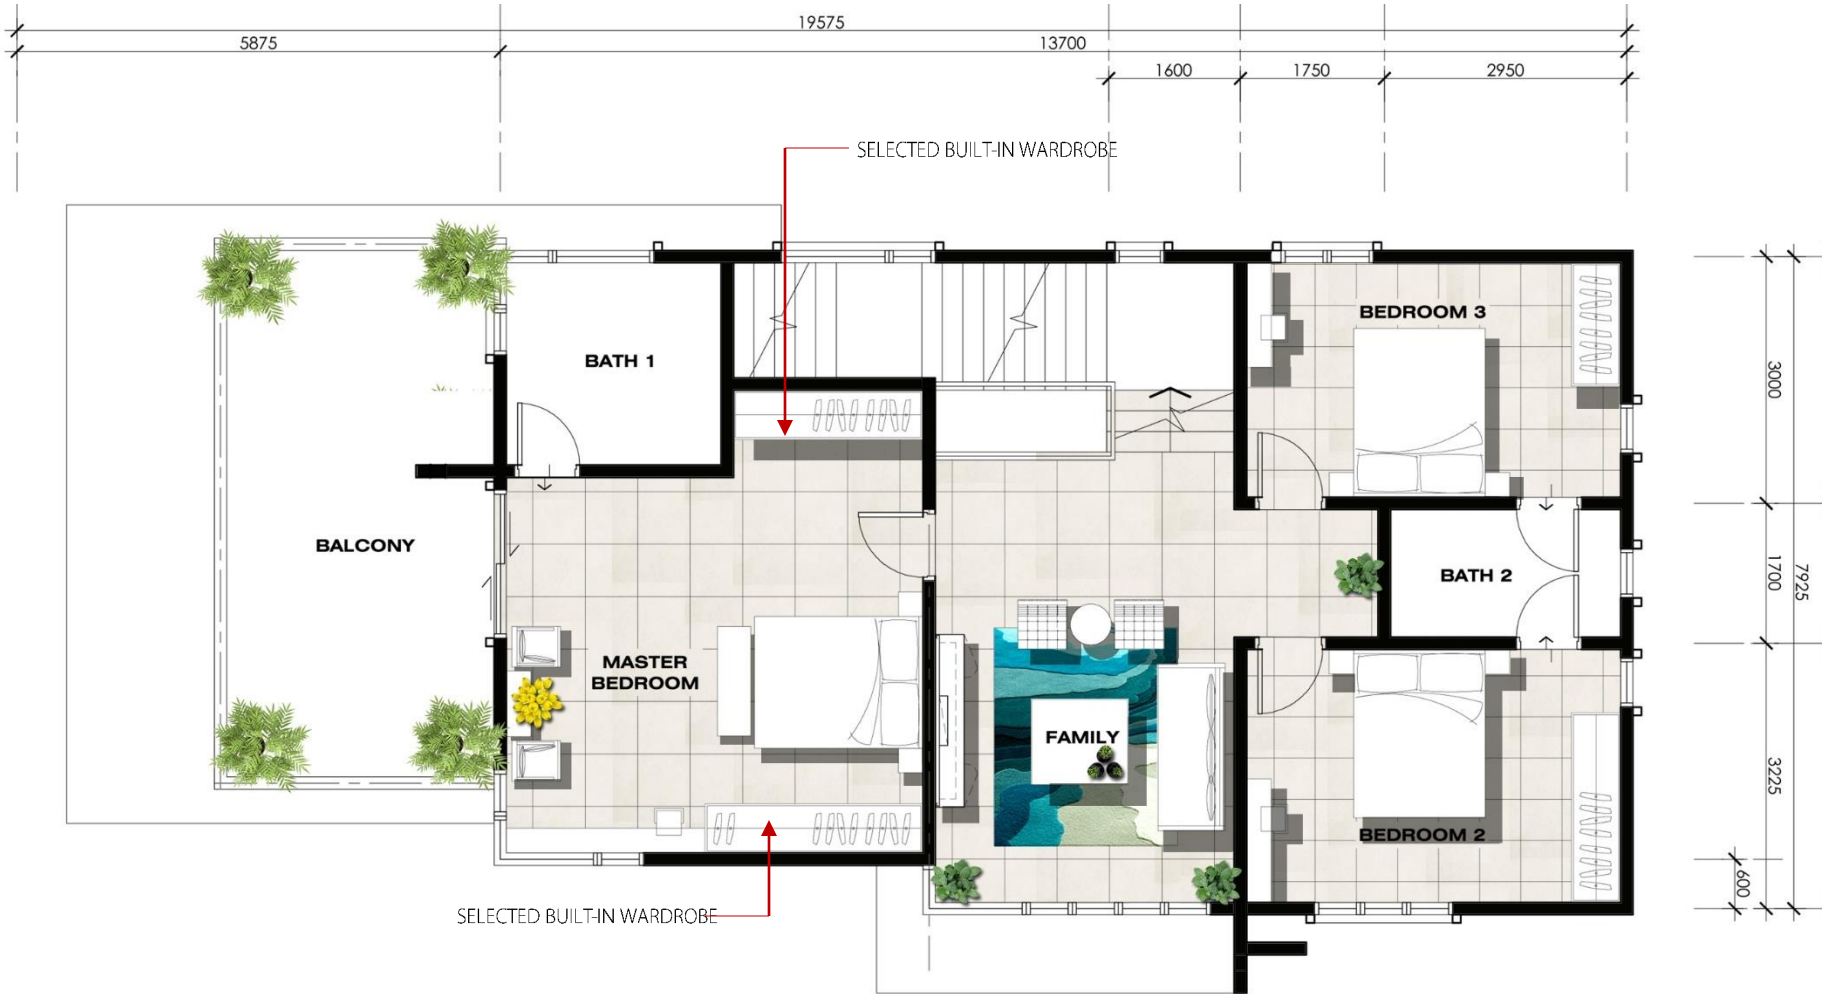 19575
5875
13700
1600
1750
2950
SELECTED BUILT-IN WARDROBE
BEDROOM 3
BATH 1
3000
BALCONY
BATH 2
1700
7925
MASTER
BEDROOM
FAMILY
3225
BEDROOM 2
600
SELECTED BUILT-IN WARDROBE